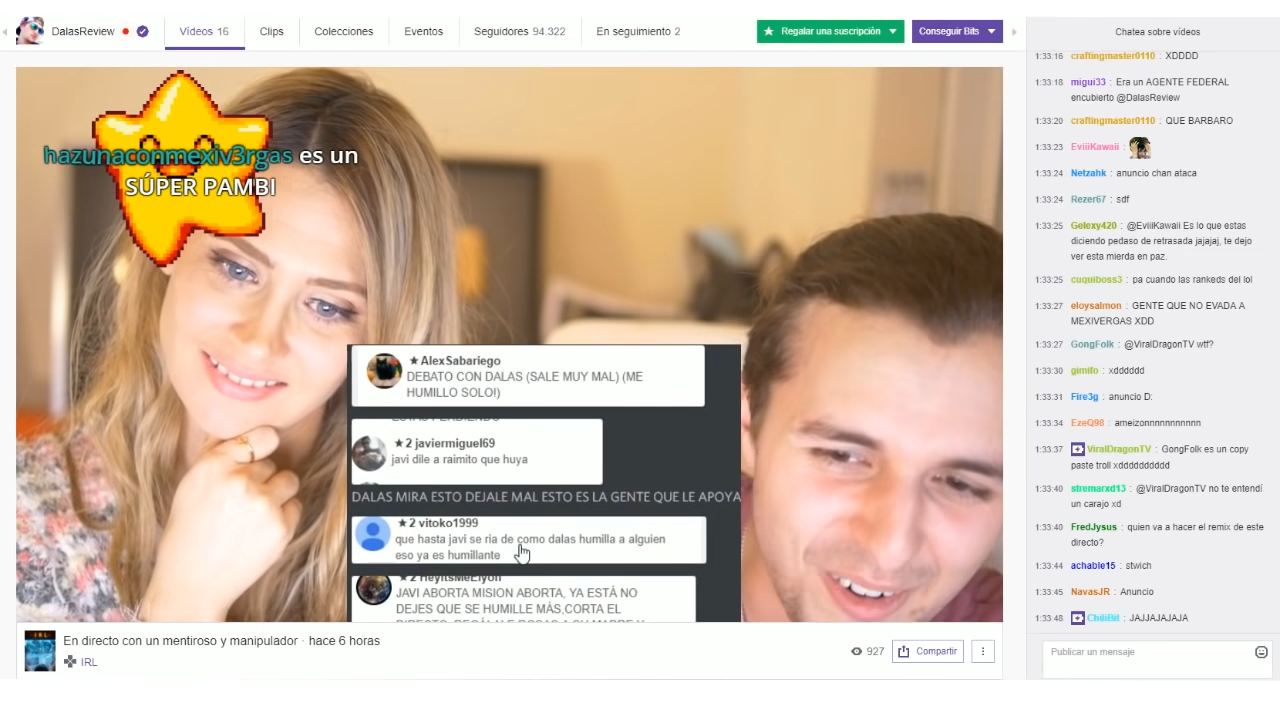 DalasReview
Vídeos 16
Clips
Colecciones
Eventos
Seguidores 94.322
En seguimiento 2
Regalar una suscripción
Conseguir Bits
hazunaconmexiv3rgas es un
SÚPER PAMBI
★ AlexSabariego
DEBATO CON DALAS (SALE MUY MAL) (ME
HUMILLO SOLO!)
★ 2 javiermiguel69
javi dile a raimito que huya
DALAS MIRA ESTO DEJALE MAL ESTO ES LA GENTE QUE LE APOYA
★ 2 vitoko1999
que hasta javi se ria de como dalas humilla a alguien
eso ya es humillante
★ 2 HeyItsMeElyon
JAVI ABORTA MISION ABORTA, YA ESTÁ NO
DEJES QUE SE HUMILLE MÁS,CORTA EL
En directo con un mentiroso y manipulador · hace 6 horas
IRL
IRL
927
Compartir
Chatea sobre vídeos
1:33:16 craftingmaster0110 : XDDDD
1:33:18 migui33 : Era un AGENTE FEDERAL
encubierto @DalasReview
1:33:20 craftingmaster0110 : QUE BARBARO
1:33:23 EviiiKawaii :
1:33:24 Netzahk : anuncio chan ataca
1:33:24 Rezer67 : sdf
1:33:25 Gelexy420 : @EviiiKawaii Es lo que estas
diciendo pedaso de retrasada jajajaj, te dejo
ver esta mierda en paz.
1:33:25 cuquiboss3 : pa cuando las rankeds del lol
1:33:27 eloysalmon : GENTE QUE NO EVADA A
MEXIVERGAS XDD
1:33:27 GongFolk : @ViralDragonTV wtf?
1:33:30 gimifo : xdddddd
1:33:31 Fire3g : anuncio D:
1:33:34 EzeQ98 : ameizonnnnnnnnnnn
1:33:37 ViralDragonTV : GongFolk es un copy
paste troll xdddddddddd
1:33:40 stremarxd13 : @ViralDragonTV no te entendí
un carajo xd
1:33:40 FredJysus : quien va a hacer el remix de este
directo?
1:33:44 achable15 : stwich
1:33:45 NavasJR : Anuncio
1:33:48 ChiliBit : JAJJAJAJAJA
Publicar un mensaje